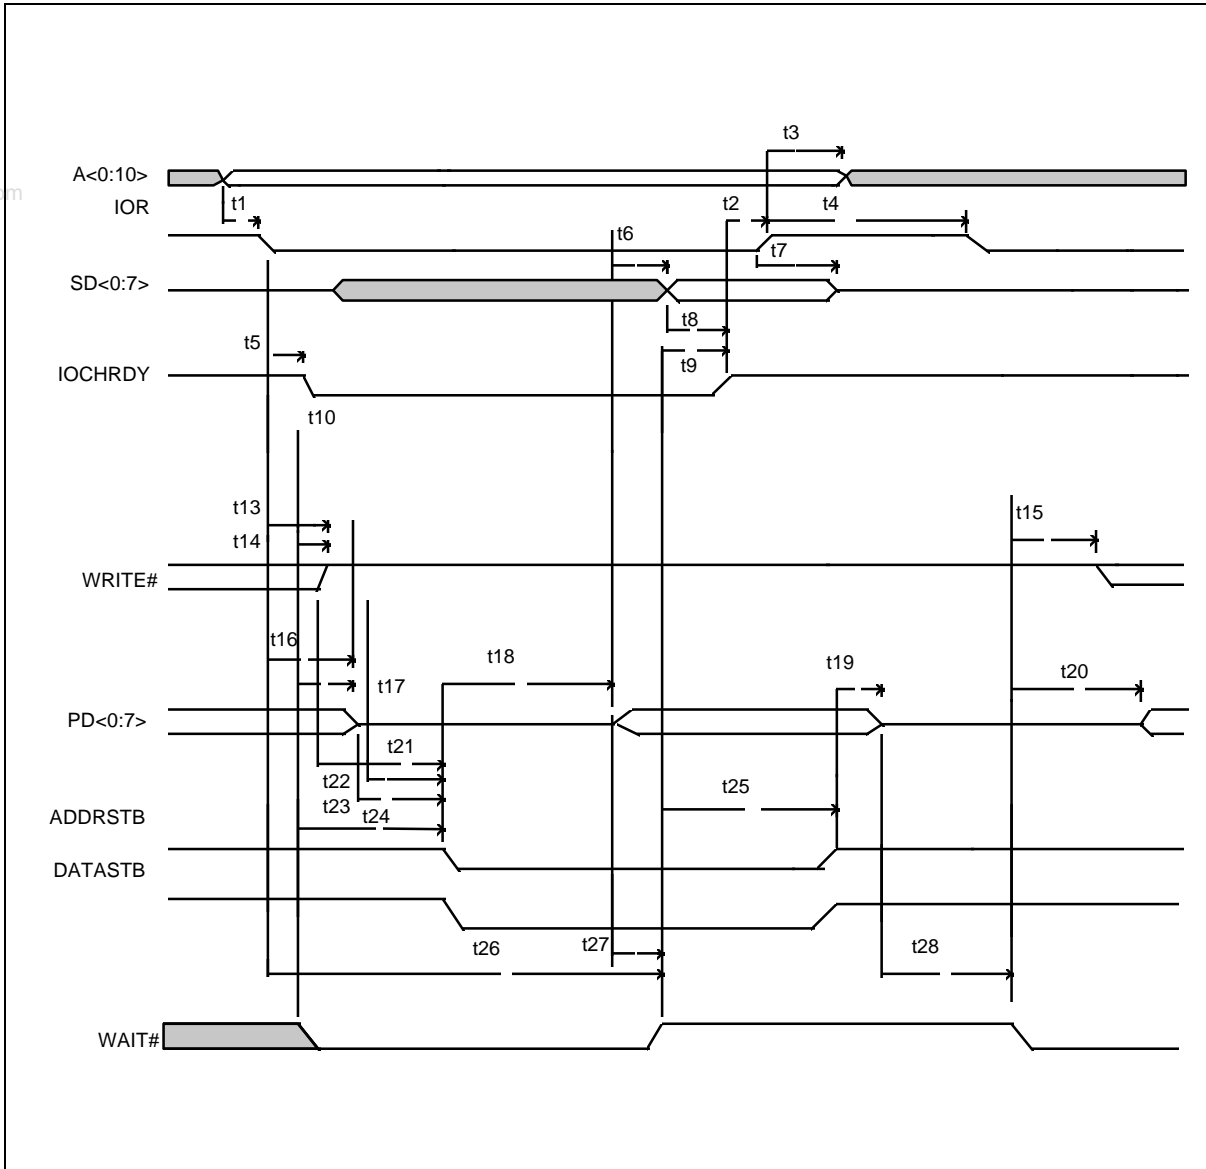 t3
A<0:10>
om
IOR
t1
t2
t4
t6
t7
SD<0:7>
t8
t5
t9
IOCHRDY
t10
t13
t15
t14
WRITE#
t16
t18
t19
t20
t17
PD<0:7>
t21
t22
t25
t23
t24
ADDRSTB
DATASTB
t26
t27
t28
WAIT#